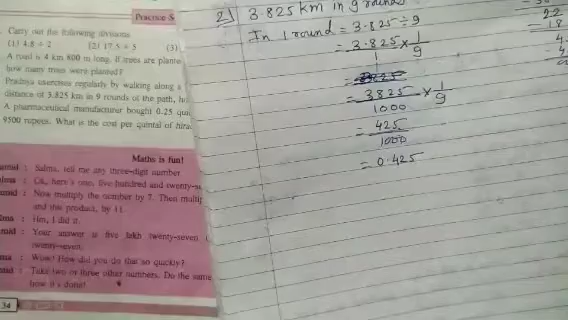 Practice S
Carry out the following divisions
(1) 4.8 ÷ 2 (2) 17.5 ÷ 5 (3)
A road is 4 km 800 m long. If trees are plante
how many trees were planted?
Pradnya exercises regularly by walking along a
distance of 3.825 km in 9 rounds of the path, h
A pharmaceutical manufacturer bought 0.25 qui
9500 rupees. What is the cost per quintal of hirad
Maths is fun!
: Salma, tell me any three-digit number
: Ok, here's one, five hundred and twenty-
: Now multiply the number by 7. Then multip
and this product, by 11.
: Hm, I did it.
: Your answer is five lakh twenty-seven
twenty-seven.
: Wow! How did you do that so quickly?
: Take two or three other numbers. Do the same
how it's done!
34
2) 3.825 km in 9 rounds
In 1 round = 3.825 ÷ 9
= 3.825/1 × 1/9
= 3825/1000 × 1/9
= 425/1000
= 0.425
22
18
4